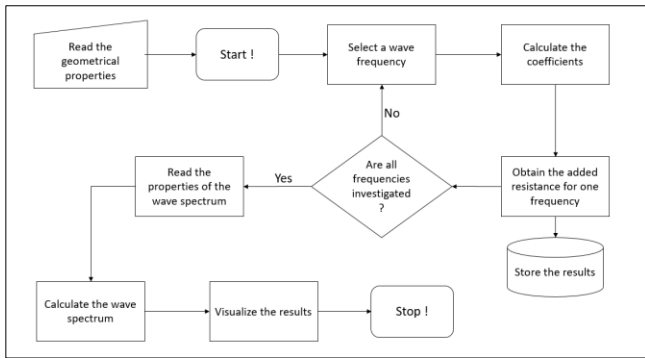 Read the
geometrical
properties
Start !
Select a wave
frequency
Calculate the
coefficients
No
Are all
frequencies
investigated
?
Yes
Read the
properties of the
wave spectrum
Obtain the added
resistance for one
frequency
Store the results
Calculate the wave
spectrum
Visualize the results
Stop !